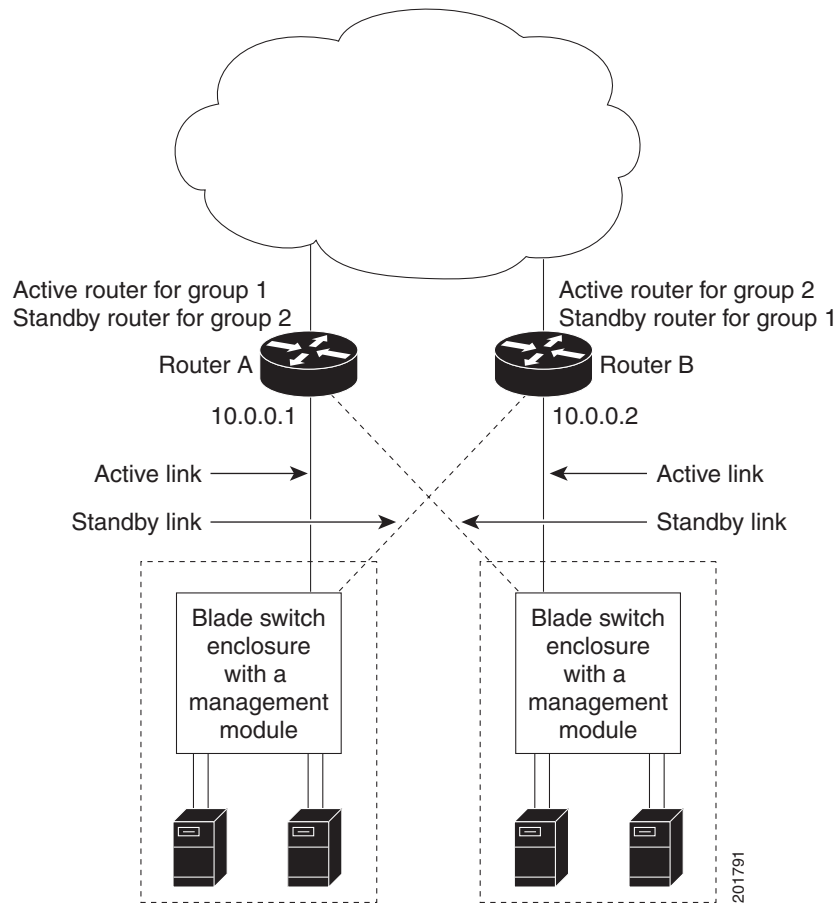 Active router for group 1
Standby router for group 2
Active router for group 2
Standby router for group 1
Router A
Router B
10.0.0.1
10.0.0.2
Active link
Active link
Standby link
Standby link
Blade switch
enclosure
with a
management
module
Blade switch
enclosure
with a
management
module
201791